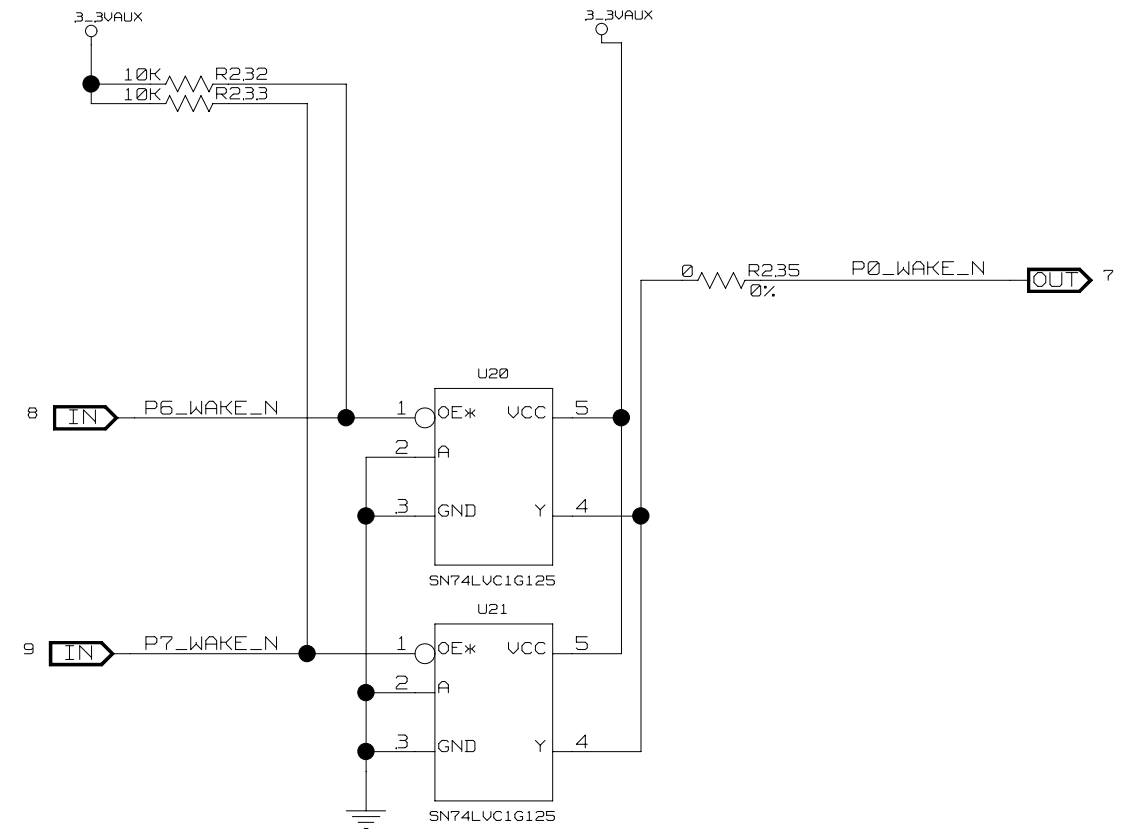 3_3VAUX
3_3VAUX
10K R232
10K R233
0 R235 P0_WAKE_N OUT 7
0%
U20
8 IN P6_WAKE_N 1 OE* VCC 5
2 A
3 GND Y 4
SN74LVC1G125
U21
9 IN P7_WAKE_N 1 OE* VCC 5
2 A
3 GND Y 4
SN74LVC1G125